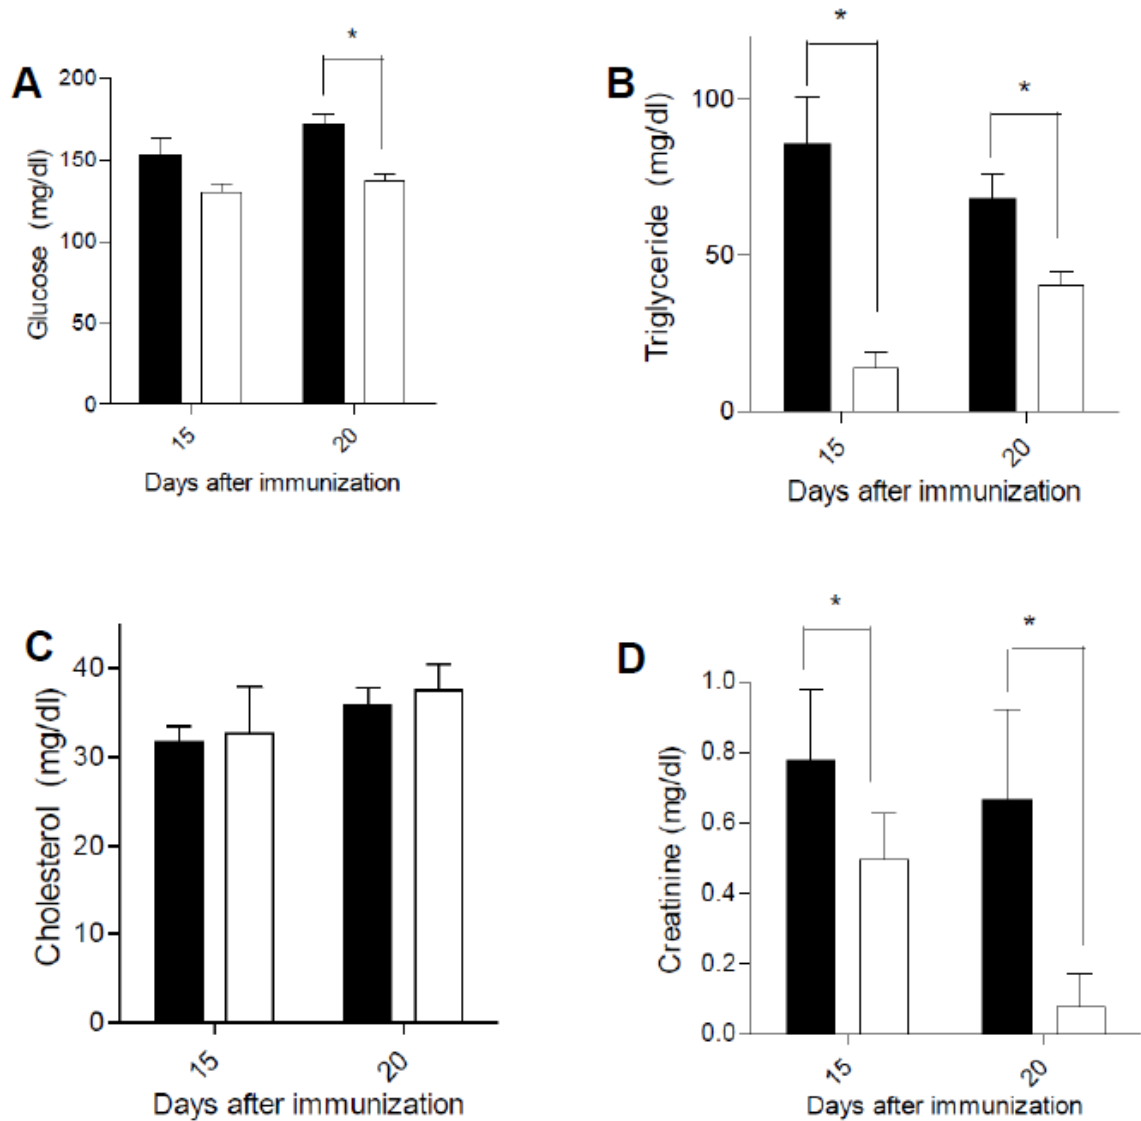 A
Glucose (mg/dl)
*
200
150
100
50
0
15
20
Days after immunization
B
Triglyceride (mg/dl)
*
*
100
50
0
15
20
Days after immunization
C
Cholesterol (mg/dl)
40
30
20
10
0
15
20
Days after immunization
D
Creatinine (mg/dl)
*
*
1.0
0.8
0.6
0.4
0.2
0.0
15
20
Days after immunization